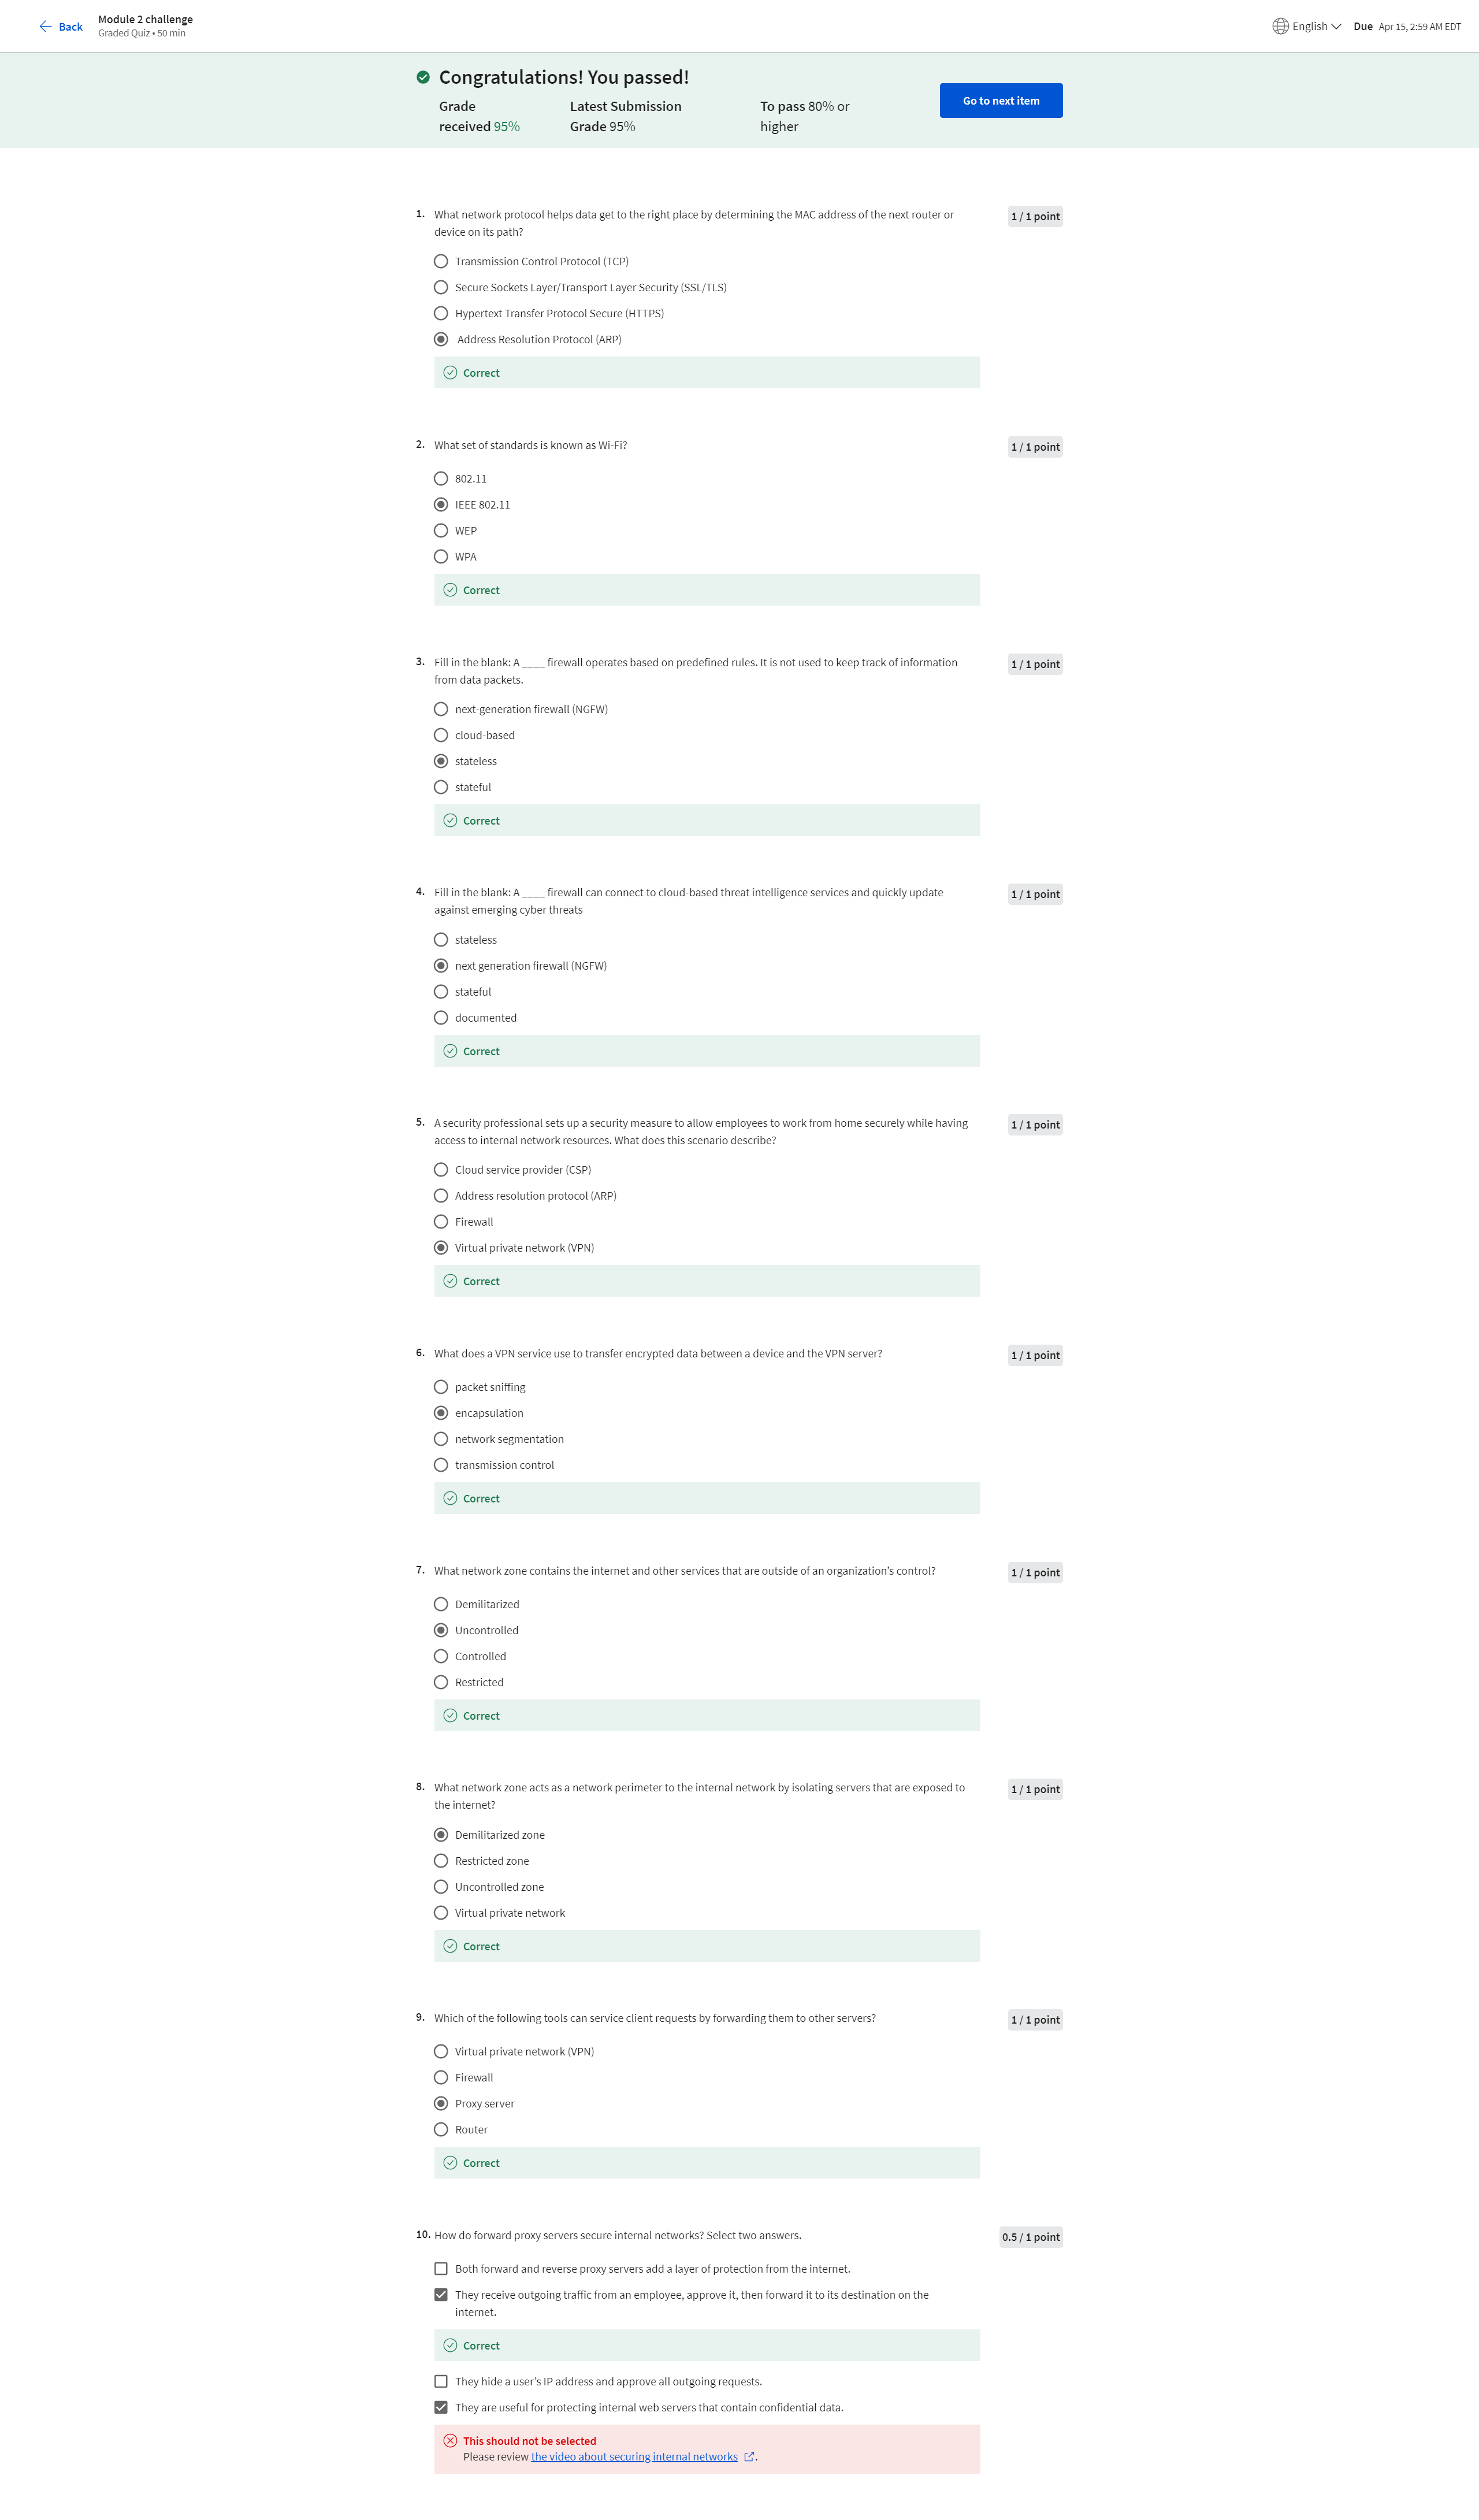 Back
Module 2 challenge
Graded Quiz • 50 min
English
Due Apr 15, 2:59 AM EDT
Congratulations! You passed!
Grade
received 95%
Latest Submission
Grade 95%
To pass 80% or
higher
Go to next item
1. What network protocol helps data get to the right place by determining the MAC address of the next router or
device on its path?
1 / 1 point
Transmission Control Protocol (TCP)
Secure Sockets Layer/Transport Layer Security (SSL/TLS)
Hypertext Transfer Protocol Secure (HTTPS)
Address Resolution Protocol (ARP)
Correct
2. What set of standards is known as Wi-Fi?
1 / 1 point
802.11
IEEE 802.11
WEP
WPA
Correct
3. Fill in the blank: A ____ firewall operates based on predefined rules. It is not used to keep track of information
from data packets.
1 / 1 point
next-generation firewall (NGFW)
cloud-based
stateless
stateful
Correct
4. Fill in the blank: A ____ firewall can connect to cloud-based threat intelligence services and quickly update
against emerging cyber threats
1 / 1 point
stateless
next generation firewall (NGFW)
stateful
documented
Correct
5. A security professional sets up a security measure to allow employees to work from home securely while having
access to internal network resources. What does this scenario describe?
1 / 1 point
Cloud service provider (CSP)
Address resolution protocol (ARP)
Firewall
Virtual private network (VPN)
Correct
6. What does a VPN service use to transfer encrypted data between a device and the VPN server?
1 / 1 point
packet sniffing
encapsulation
network segmentation
transmission control
Correct
7. What network zone contains the internet and other services that are outside of an organization’s control?
1 / 1 point
Demilitarized
Uncontrolled
Controlled
Restricted
Correct
8. What network zone acts as a network perimeter to the internal network by isolating servers that are exposed to
the internet?
1 / 1 point
Demilitarized zone
Restricted zone
Uncontrolled zone
Virtual private network
Correct
9. Which of the following tools can service client requests by forwarding them to other servers?
1 / 1 point
Virtual private network (VPN)
Firewall
Proxy server
Router
Correct
10. How do forward proxy servers secure internal networks? Select two answers.
0.5 / 1 point
Both forward and reverse proxy servers add a layer of protection from the internet.
They receive outgoing traffic from an employee, approve it, then forward it to its destination on the
internet.
Correct
They hide a user’s IP address and approve all outgoing requests.
They are useful for protecting internal web servers that contain confidential data.
This should not be selected
Please review the video about securing internal networks .